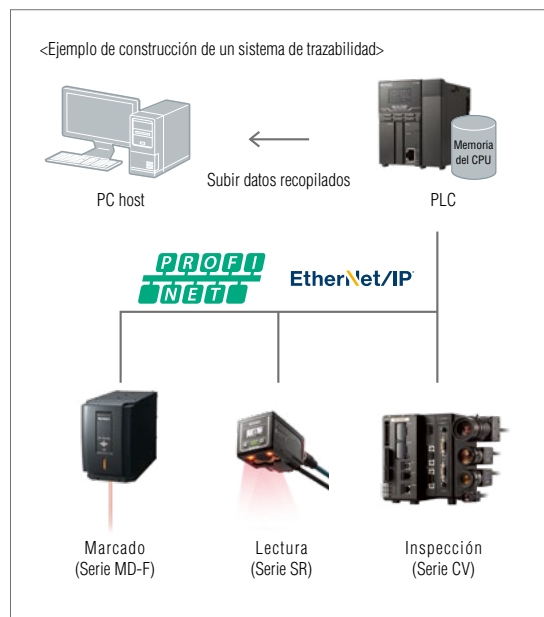 <Ejemplo de construcción de un sistema de trazabilidad>
Memoria
del CPU
Subir datos recopilados
PC host
PLC
PROFI
NET
EtherNet/IP
Marcado
(Serie MD-F)
Lectura
(Serie SR)
Inspección
(Serie CV)